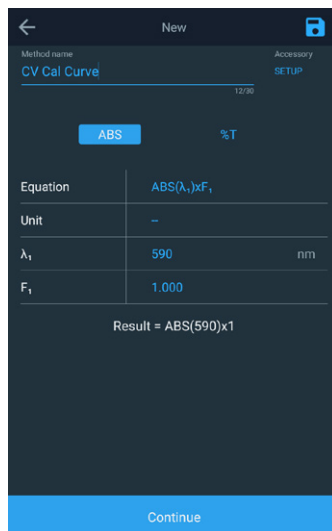 New
Method name
Accessory
CV Cal Curve
SETUP
12/30
ABS
%T
Equation ABS(λ₁)xF₁
Unit --
λ₁ 590 nm
F₁ 1.000
Result = ABS(590)x1
Continue